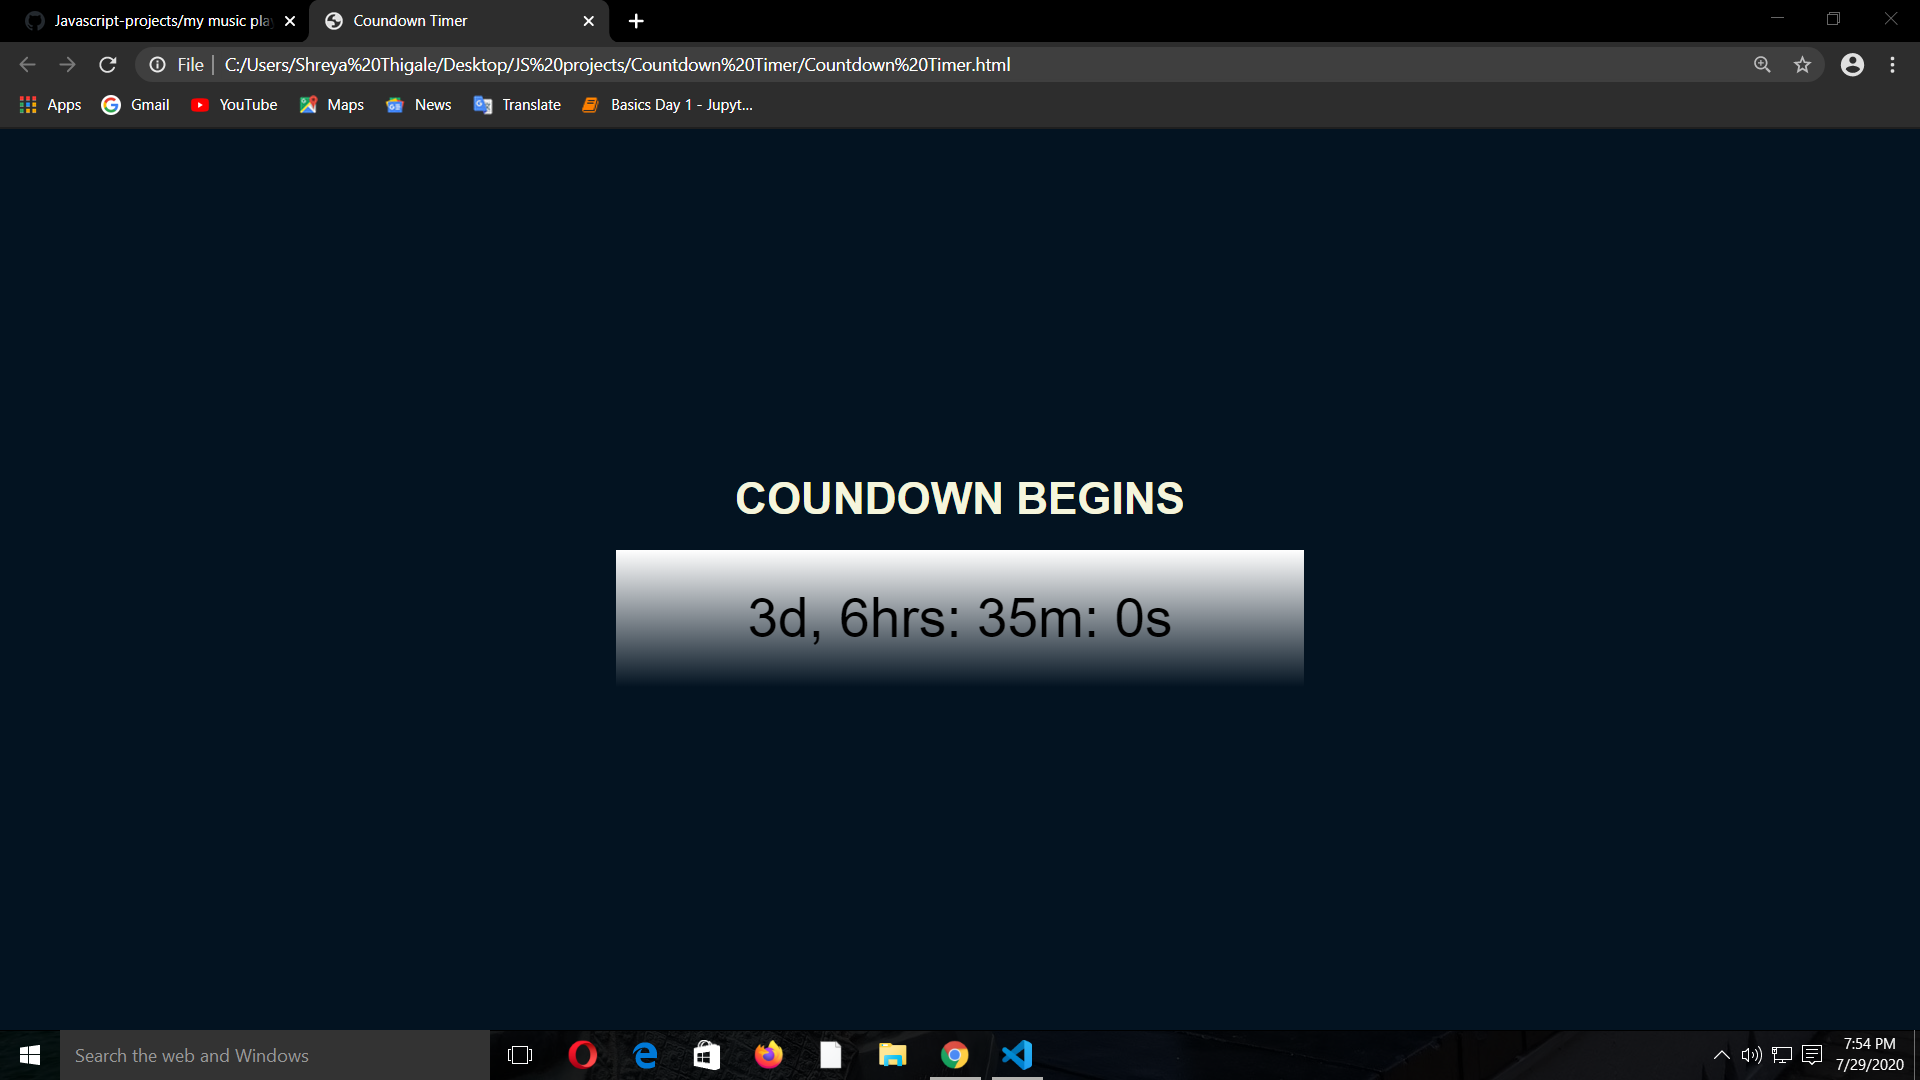 Javascript-projects/my music pla
Coundown Timer
File
C:/Users/Shreya%20Thigale/Desktop/JS%20projects/Countdown%20Timer/Countdown%20Timer.html
Apps
Gmail
YouTube
Maps
News
Translate
Basics Day 1 - Jupyt...
COUNDOWN BEGINS
3d, 6hrs: 35m: 0s
Search the web and Windows
7:54 PM
7/29/2020